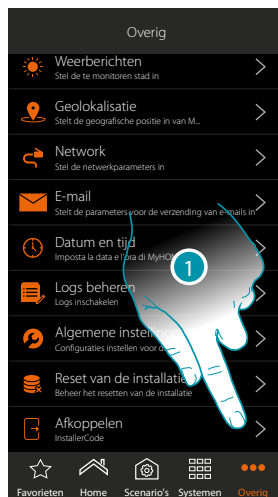 Overig
Weerberichten
Stel de te monitoren stad in
Geolokalisatie
Stel de geografische positie in van M...
Network
Stel de netwerkparameters in
E-mail
Stelt de parameters voor de verzending van e-mails in
Datum en tijd
Imposta la data e l'ora di MyHO
1
Logs beheren
Logs inschakelen
Algemene
Configuraties instellen voor
Reset van de installatie
Beheer het resetten van de installatie
Afkoppelen
InstallerCode
Favorieten Home Scenario's Systemen Overig